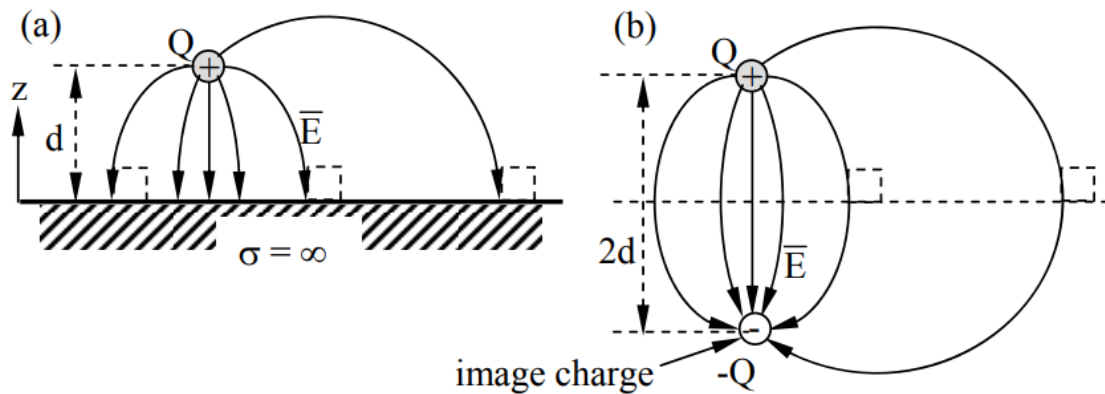 (a)
Q
+
z
d
E̅
σ = ∞
(b)
Q
+
2d
E̅
-
image charge
-Q